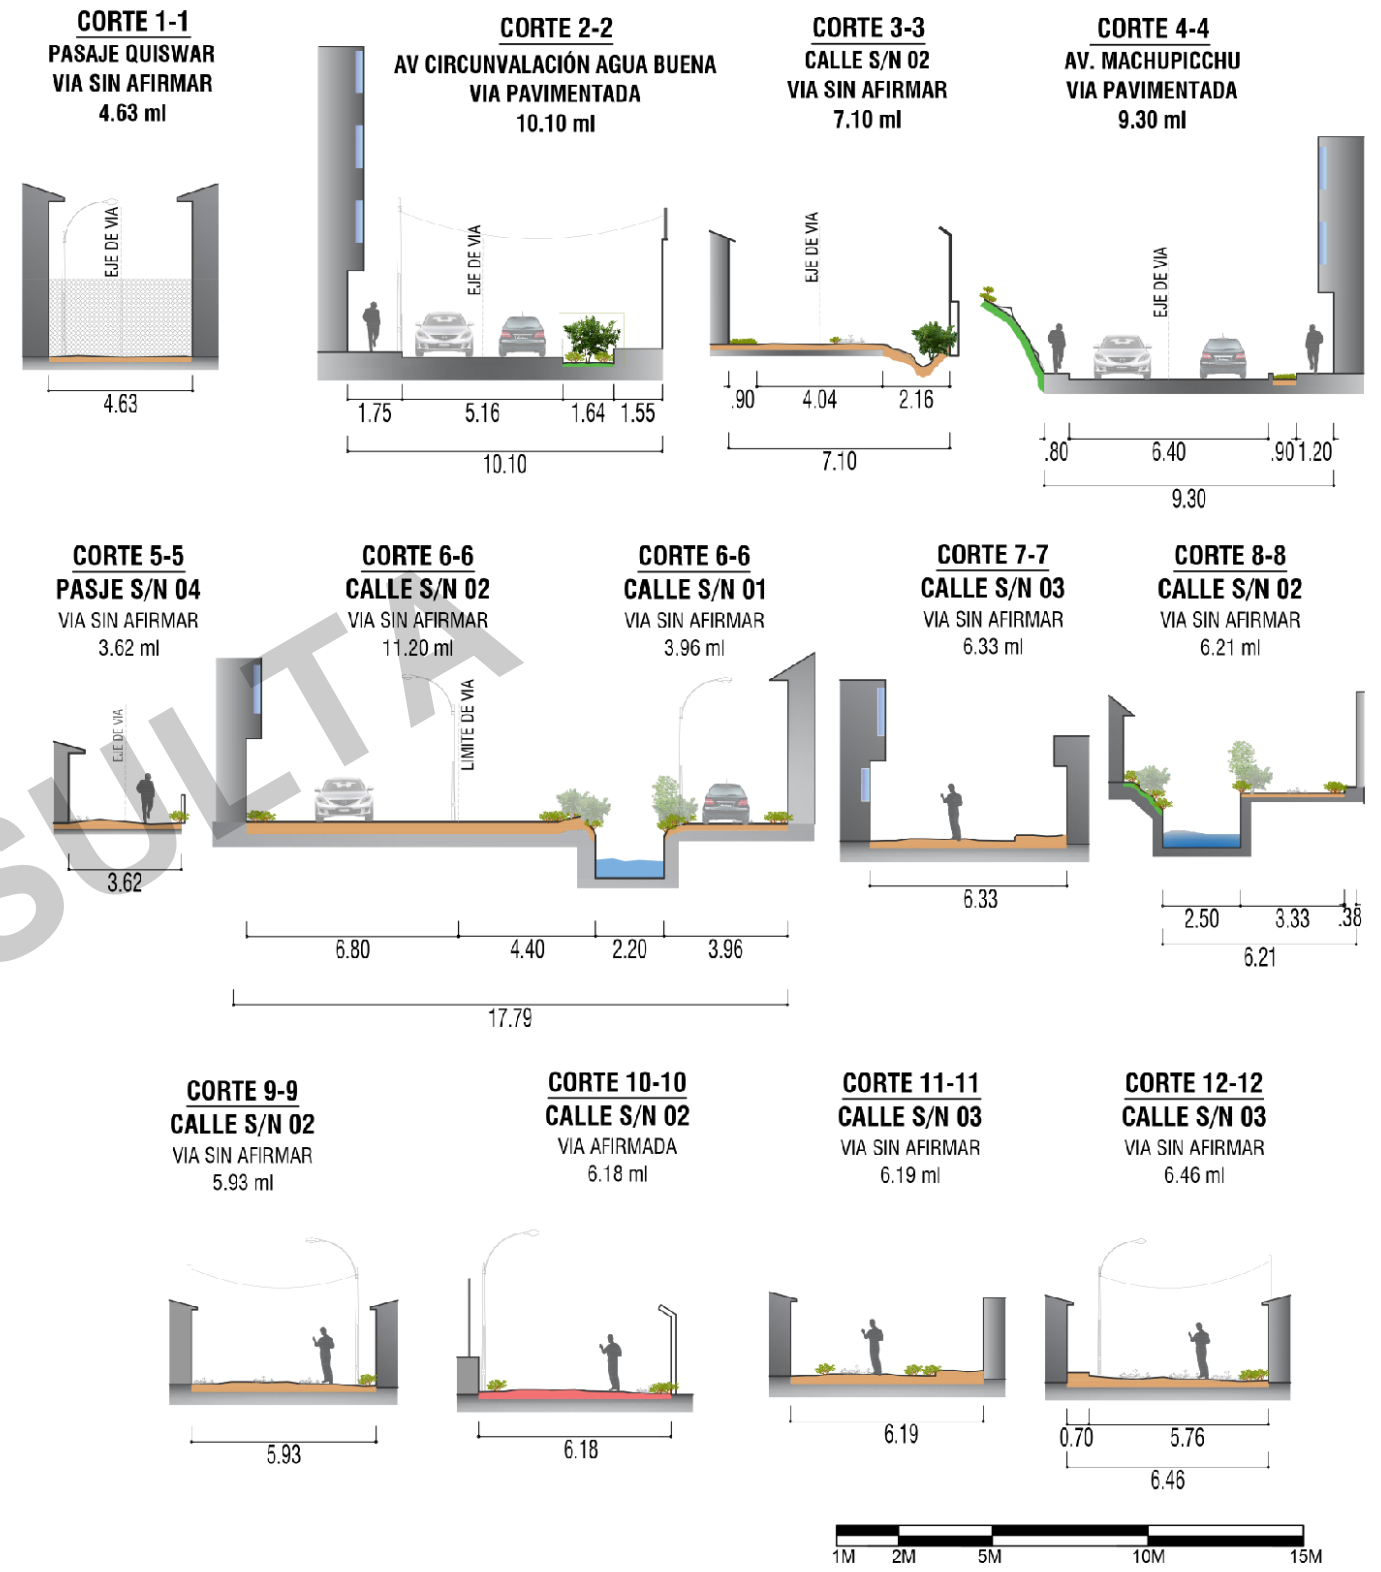 CORTE 1-1
PASAJE QUISWAR
VIA SIN AFIRMAR
4.63 ml
EJE DE VIA
4.63
CORTE 2-2
AV CIRCUNVALACIÓN AGUA BUENA
VIA PAVIMENTADA
10.10 ml
EJE DE VIA
1.75 5.16 1.64 1.55
10.10
CORTE 3-3
CALLE S/N 02
VIA SIN AFIRMAR
7.10 ml
EJE DE VIA
.90 4.04 2.16
7.10
CORTE 4-4
AV. MACHUPICCHU
VIA PAVIMENTADA
9.30 ml
EJE DE VIA
.80 6.40 .90 1.20
9.30
CORTE 5-5
PASJE S/N 04
VIA SIN AFIRMAR
3.62 ml
EJE DE VIA
3.62
CORTE 6-6
CALLE S/N 02
VIA SIN AFIRMAR
11.20 ml
LIMITE DE VIA
CORTE 6-6
CALLE S/N 01
VIA SIN AFIRMAR
3.96 ml
6.80 4.40 2.20 3.96
17.79
CORTE 7-7
CALLE S/N 03
VIA SIN AFIRMAR
6.33 ml
6.33
CORTE 8-8
CALLE S/N 02
VIA SIN AFIRMAR
6.21 ml
2.50 3.33 .38
6.21
SULTA
CORTE 9-9
CALLE S/N 02
VIA SIN AFIRMAR
5.93 ml
5.93
CORTE 10-10
CALLE S/N 02
VIA AFIRMADA
6.18 ml
6.18
CORTE 11-11
CALLE S/N 03
VIA SIN AFIRMAR
6.19 ml
6.19
CORTE 12-12
CALLE S/N 03
VIA SIN AFIRMAR
6.46 ml
0.70 5.76
6.46
1M 2M 5M 10M 15M